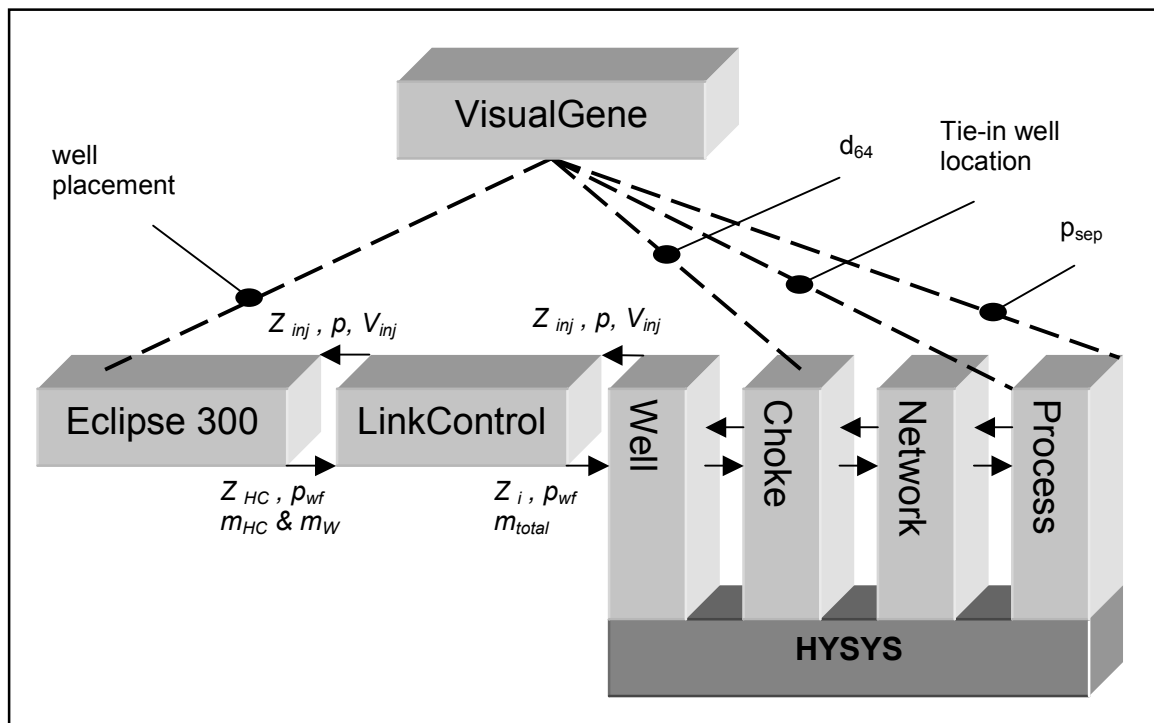 VisualGene
well
placement
d64
Tie-in well
location
psep
Z inj , p, Vinj
Z inj , p, Vinj
Eclipse 300
LinkControl
Well
Choke
Network
Process
Z HC , pwf
mHC & mW
Z i , pwf
mtotal
HYSYS